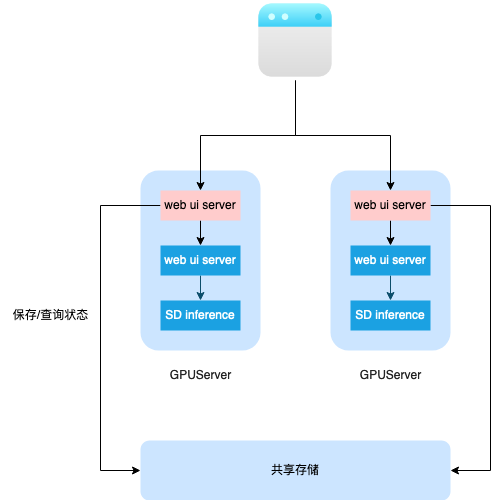 web ui server
web ui server
web ui server
web ui server
SD inference
SD inference
保存/查询状态
GPUServer
GPUServer
共享存储